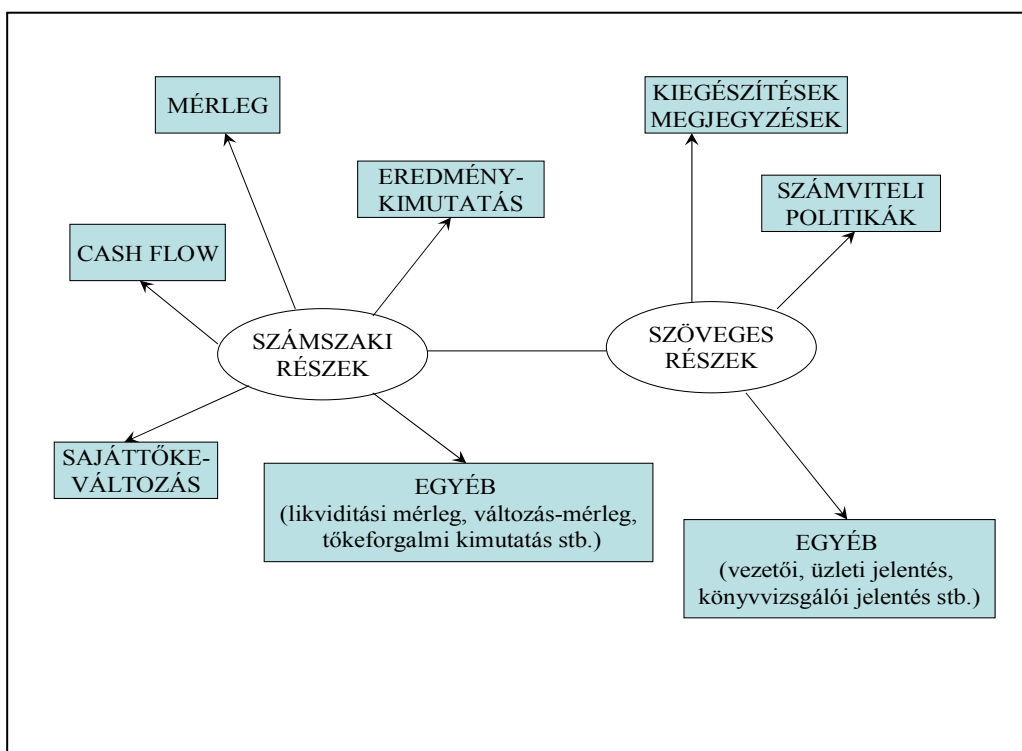 MÉRLEG
KIEGÉSZÍTÉSEK
MEGJEGYZÉSEK
EREDMÉNY-
KIMUTATÁS
SZÁMVITELI
POLITIKÁK
CASH FLOW
SZÁMSZAKI
RÉSZEK
SZÖVEGES
RÉSZEK
SAJÁTTŐKE-
VÁLTOZÁS
EGYÉB
(likviditási mérleg, változás-mérleg,
tőkeforgalmi kimutatás stb.)
EGYÉB
(vezetői, üzleti jelentés,
könyvvizsgálói jelentés stb.)